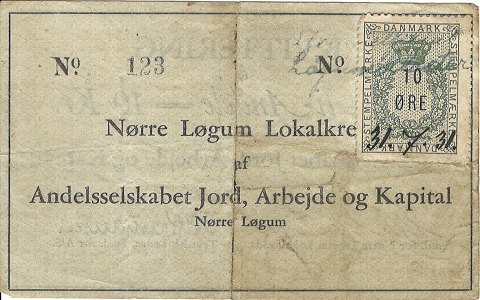 Nº 123 Nº
DANMARK
STEMPELMÆRKE
STEMPELMÆRKE
10
ØRE
31. 7. 31.
DANMARK
Nørre Løgum Lokalkre
af
Andelsselskabet Jord, Arbejde og Kapital
Nørre Løgum